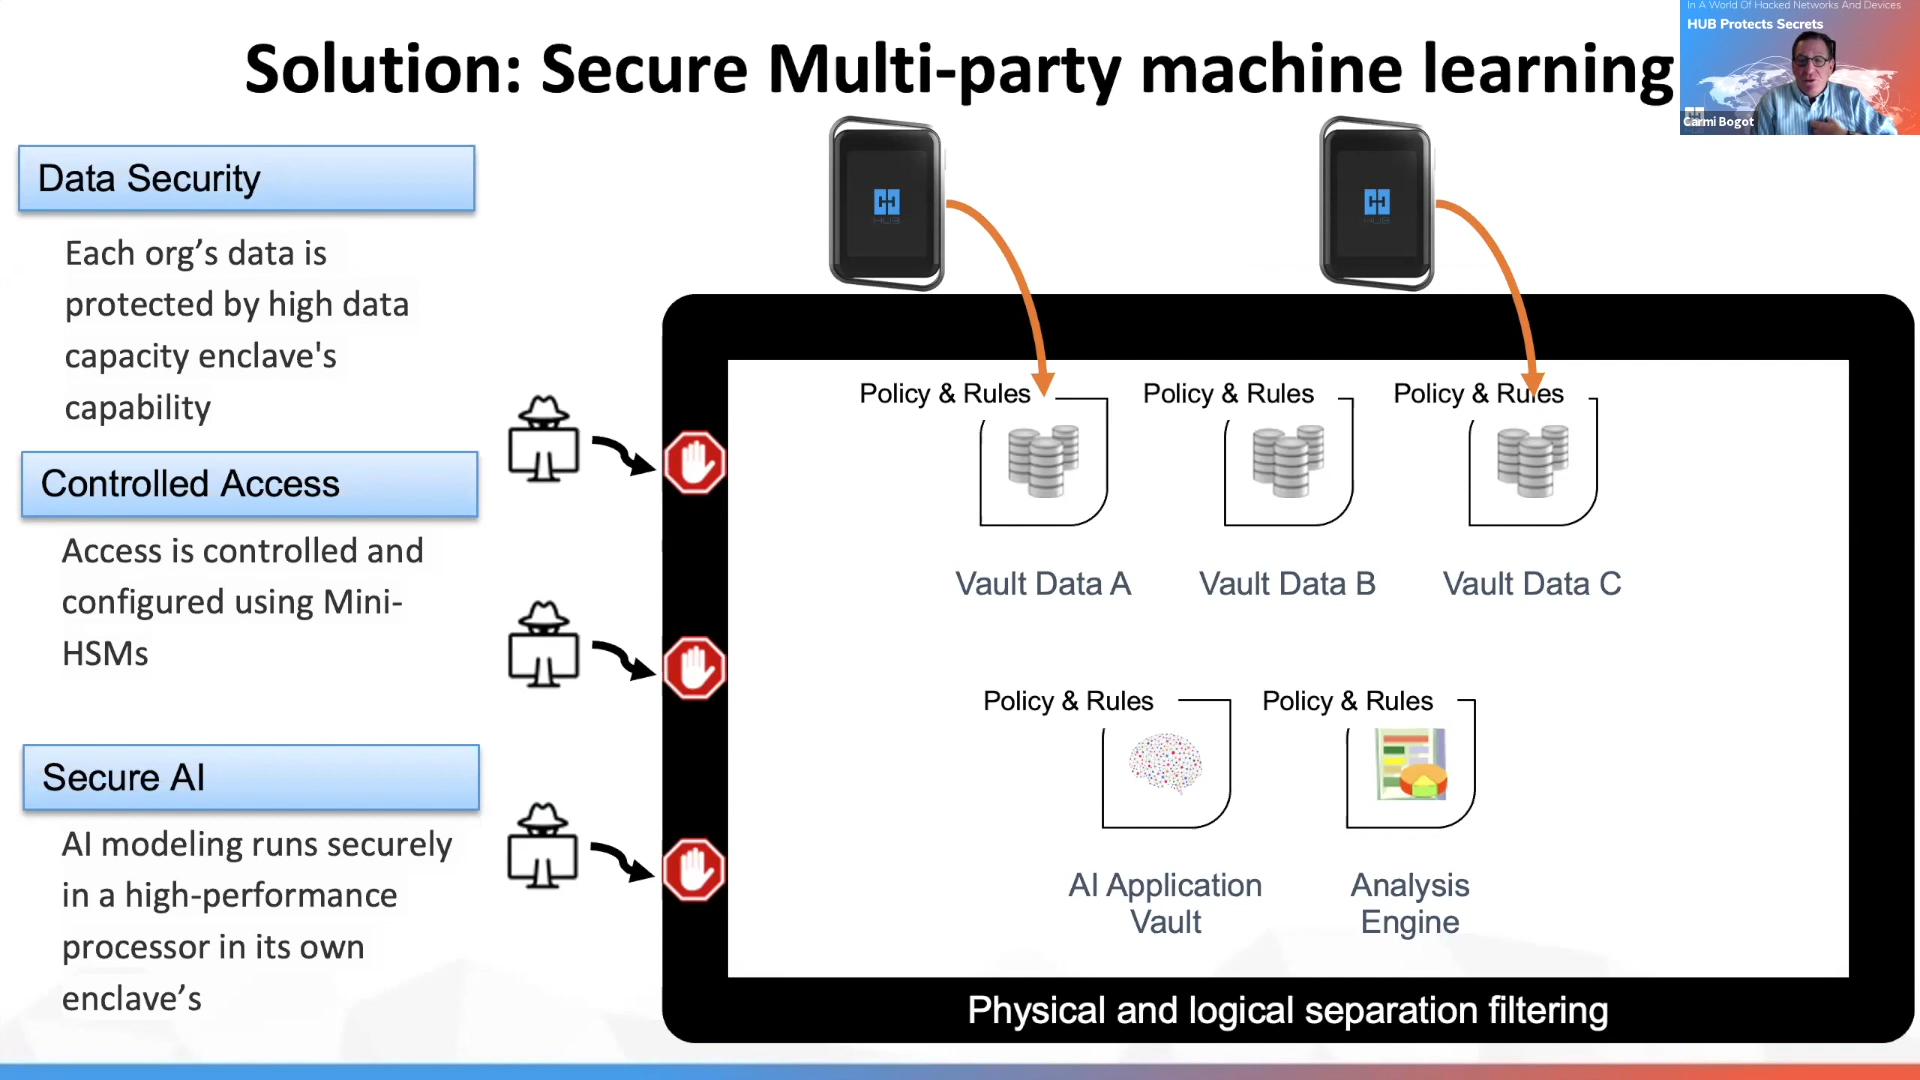 In A World Of Hacked Networks And Devices
HUB Protects Secrets
Carmi Bogot
Solution: Secure Multi-party machine learning
Data Security
Each org’s data is
protected by high data
capacity enclave's
capability
Controlled Access
Access is controlled and
configured using Mini-
HSMs
Secure AI
AI modeling runs securely
in a high-performance
processor in its own
enclave’s
HUB
HUB
Policy & Rules
Policy & Rules
Policy & Rules
Vault Data A
Vault Data B
Vault Data C
Policy & Rules
Policy & Rules
AI Application
Vault
Analysis
Engine
Physical and logical separation filtering